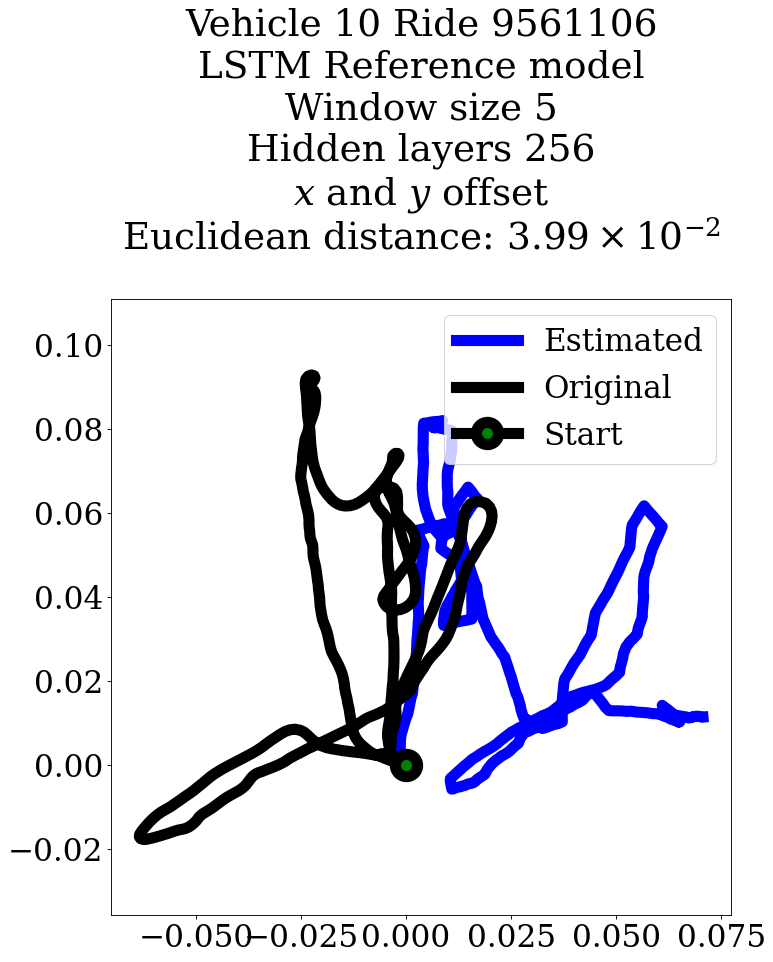 Vehicle 10 Ride 9561106
LSTM Reference model
Window size 5
Hidden layers 256
x and y offset
Euclidean distance: 3.99 × 10⁻²
Estimated
Original
Start
0.10
0.08
0.06
0.04
0.02
0.00
−0.02
−0.050
−0.025
0.000
0.025
0.050
0.075